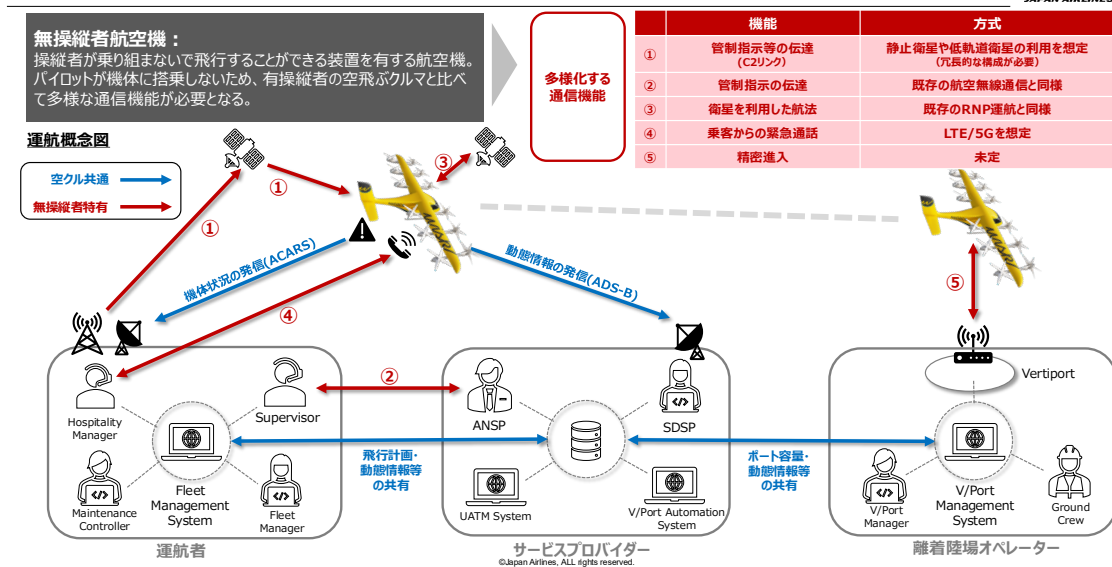 JAPAN AIRLINES
無操縦者航空機：
操縦者が乗り組まないで飛行することができる装置を有する航空機。
パイロットが機体に搭乗しないため、有操縦者の空飛ぶクルマと比べ
て多様な通信機能が必要となる。
多様化する
通信機能
機能 方式
① 管制指示等の伝達 静止衛星や低軌道衛星の利用を想定
(C2リンク) （冗長的な構成が必要）
② 管制指示の伝達 既存の航空無線通信と同様
③ 衛星を利用した航法 既存のRNP運航と同様
④ 乗客からの緊急通話 LTE/5Gを想定
⑤ 精密進入 未定
運航概念図
空クル共通
無操縦者特有
①
①
③
機体状況の発信(ACARS)
動態情報の発信(ADS-B)
④
⑤
②
Hospitality
Manager
Supervisor
Maintenance
Controller
Fleet
Management
System
Fleet
Manager
運航者
飛行計画・
動態情報等
の共有
ANSP
SDSP
UATM System
V/Port Automation
System
サービスプロバイダー
ポート容量・
動態情報等
の共有
Vertiport
V/Port
Manager
V/Port
Management
System
Ground
Crew
離着陸場オペレーター
©Japan Airlines, ALL rights reserved.